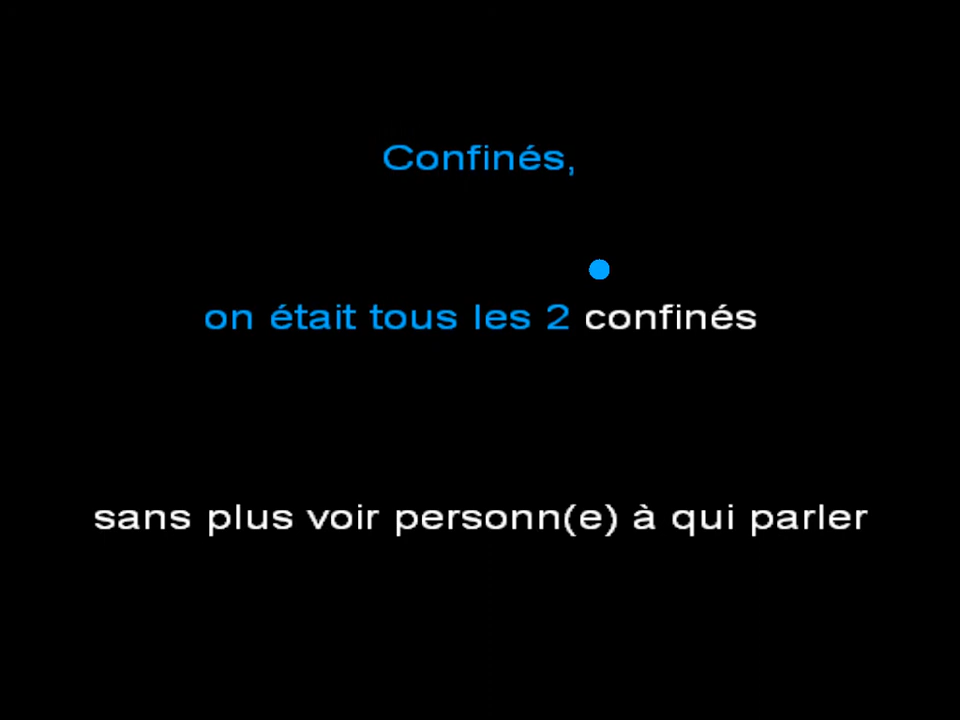 Confinés,
on était tous les 2 confinés
sans plus voir personn(e) à qui parler